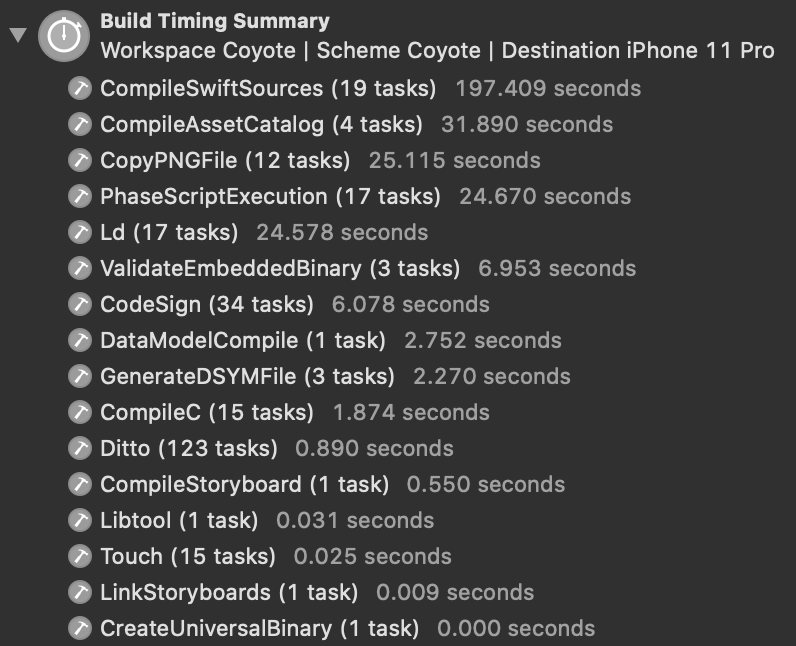 Build Timing Summary
Workspace Coyote | Scheme Coyote | Destination iPhone 11 Pro
CompileSwiftSources (19 tasks) 197.409 seconds
CompileAssetCatalog (4 tasks) 31.890 seconds
CopyPNGFile (12 tasks) 25.115 seconds
PhaseScriptExecution (17 tasks) 24.670 seconds
Ld (17 tasks) 24.578 seconds
ValidateEmbeddedBinary (3 tasks) 6.953 seconds
CodeSign (34 tasks) 6.078 seconds
DataModelCompile (1 task) 2.752 seconds
GenerateDSYMFile (3 tasks) 2.270 seconds
CompileC (15 tasks) 1.874 seconds
Ditto (123 tasks) 0.890 seconds
CompileStoryboard (1 task) 0.550 seconds
Libtool (1 task) 0.031 seconds
Touch (15 tasks) 0.025 seconds
LinkStoryboards (1 task) 0.009 seconds
CreateUniversalBinary (1 task) 0.000 seconds